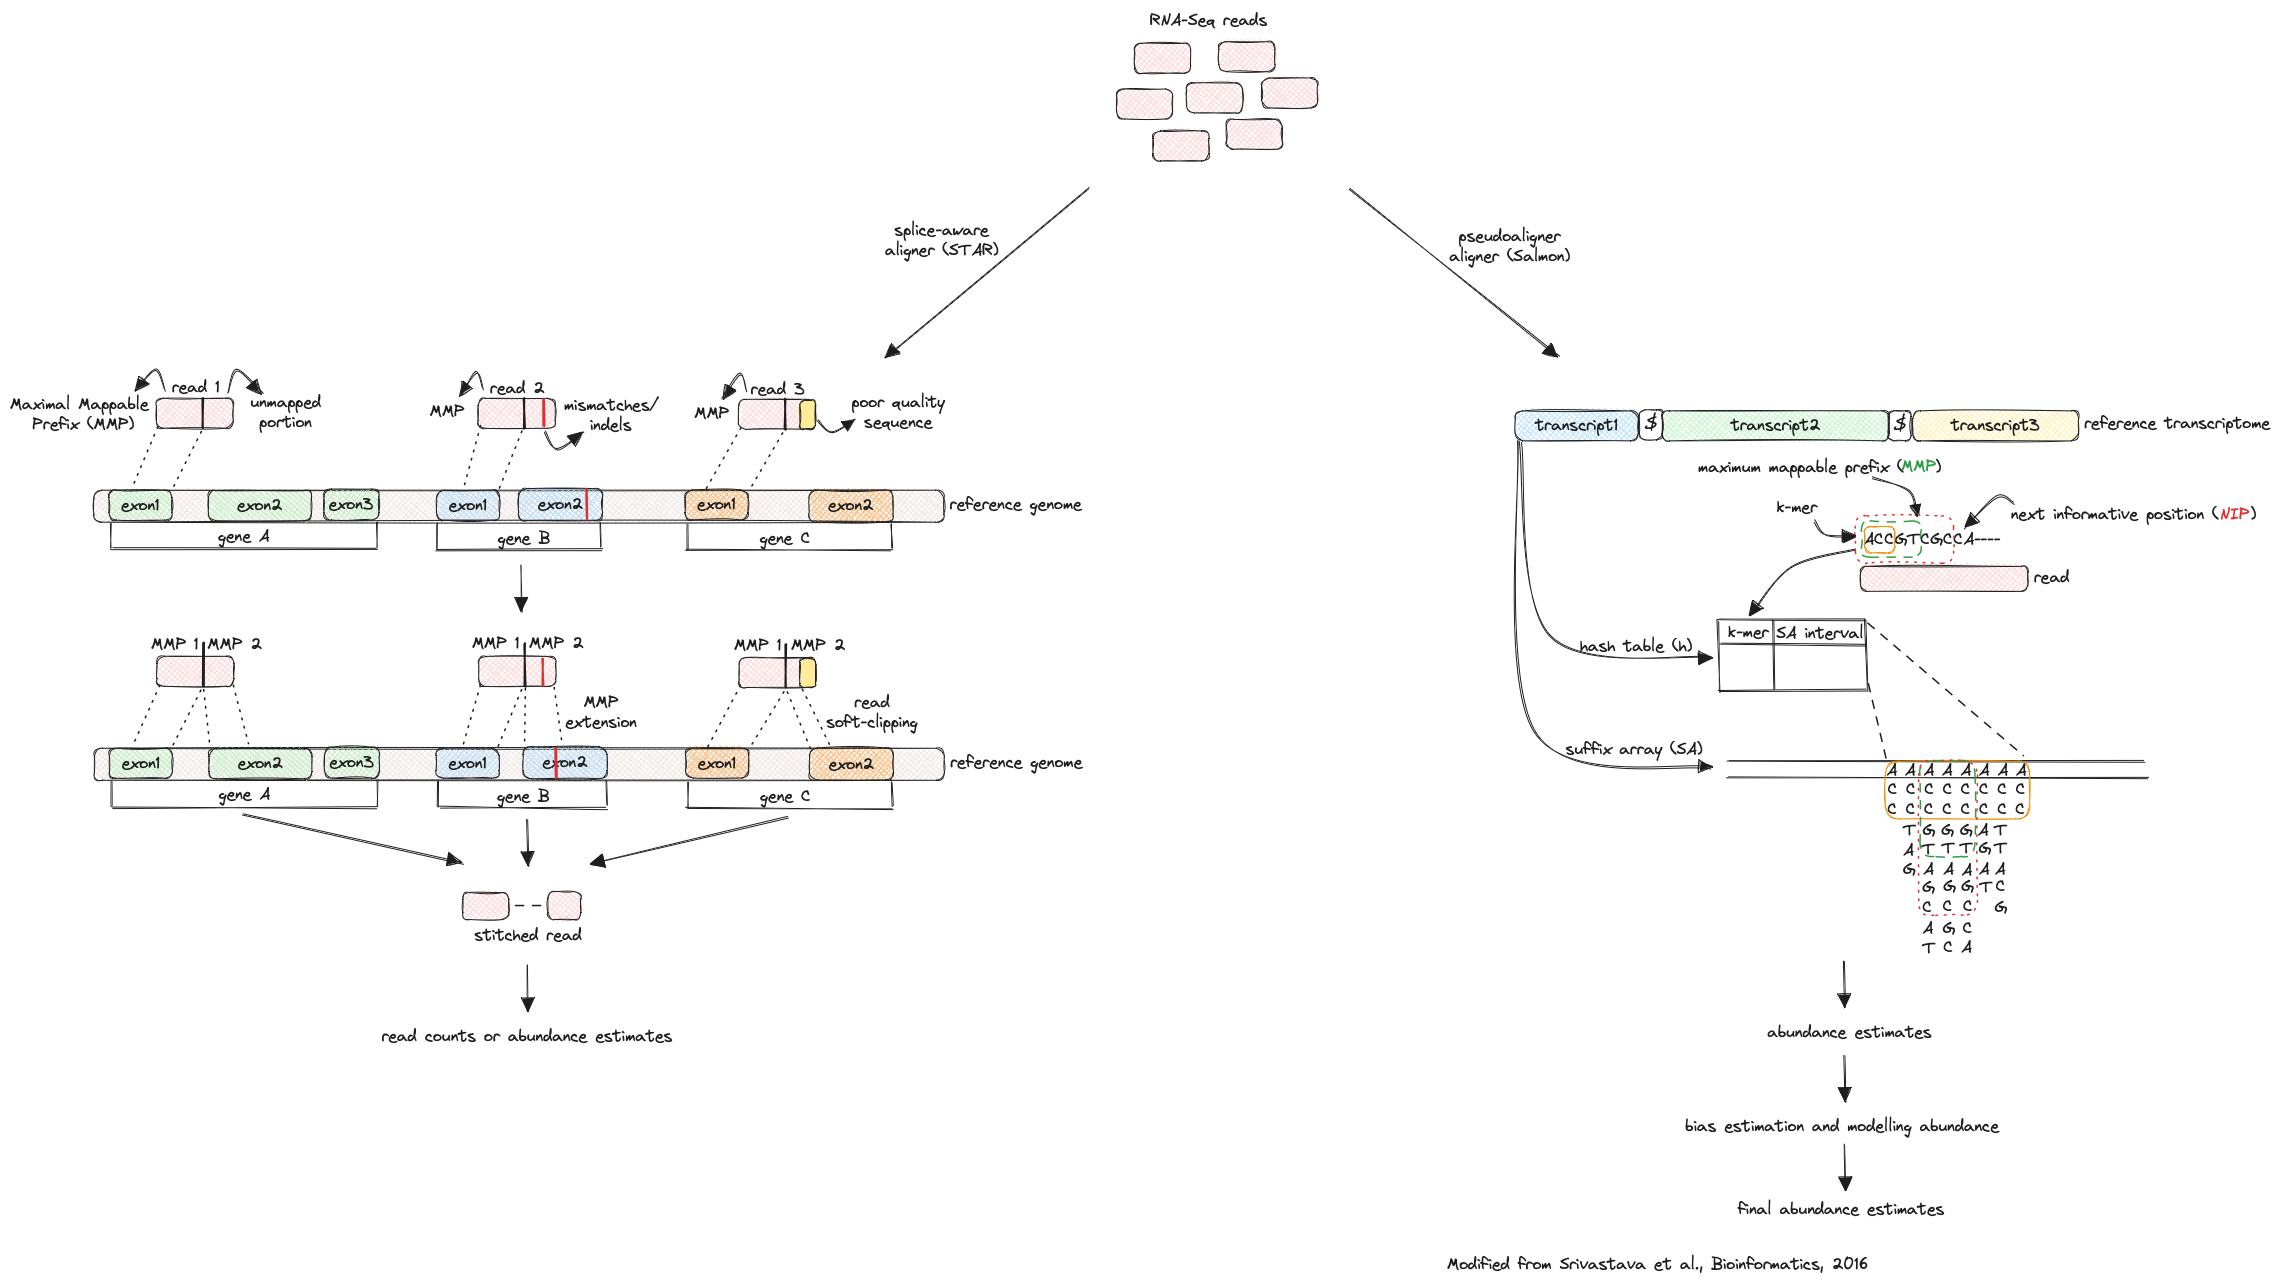 RNA-Seq reads
splice-aware
aligner (STAR)
pseudoaligner
aligner (Salmon)
read 1
Maximal Mappable
Prefix (MMP)
unmapped
portion
read 2
MMP
mismatches/
indels
read 3
MMP
poor quality
sequence
exon1
exon2
exon3
exon1
exon2
exon1
exon2
reference genome
gene A
gene B
gene C
MMP 1
MMP 2
MMP 1
MMP 2
MMP 1
MMP 2
MMP
extension
read
soft-clipping
exon1
exon2
exon3
exon1
exon2
exon1
exon2
reference genome
gene A
gene B
gene C
stitched read
read counts or abundance estimates
transcript1
$
transcript2
$
transcript3
reference transcriptome
maximum mappable prefix (MMP)
k-mer
next informative position (NIP)
ACCGTCGCCA----
read
k-mer
SA interval
hash table (h)
suffix array (SA)
A A A A A A A A
C C C C C C C C
C C C C C C C C
T G G G A T
A T T T G T
G A A A A A
G G G T C
C C C G
A G C
T C A
abundance estimates
bias estimation and modelling abundance
final abundance estimates
Modified from Srivastava et al., Bioinformatics, 2016